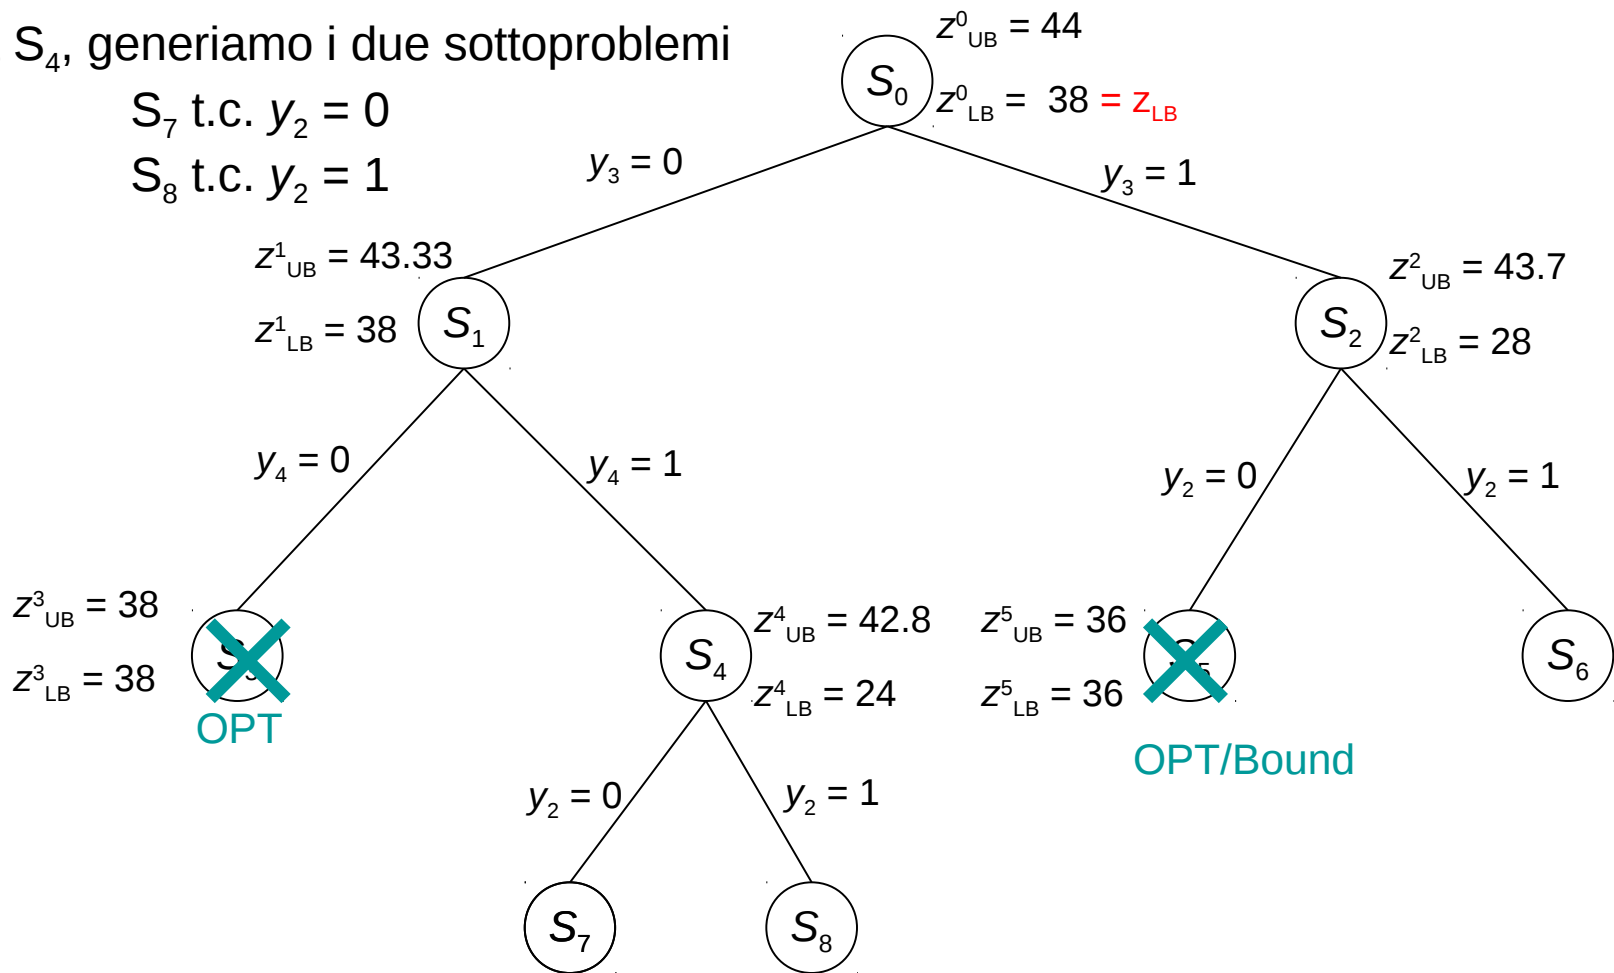 S4, generiamo i due sottoproblemi
S7 t.c. y2 = 0
S8 t.c. y2 = 1
z0UB = 44
S0
z0LB = 38 = zLB
y3 = 0
y3 = 1
z1UB = 43.33
z1LB = 38
S1
z2UB = 43.7
S2
z2LB = 28
y4 = 0
y4 = 1
y2 = 0
y2 = 1
z3UB = 38
z3LB = 38
OPT
S4
z4UB = 42.8
z4LB = 24
z5UB = 36
z5LB = 36
OPT/Bound
S6
y2 = 0
y2 = 1
S7
S8